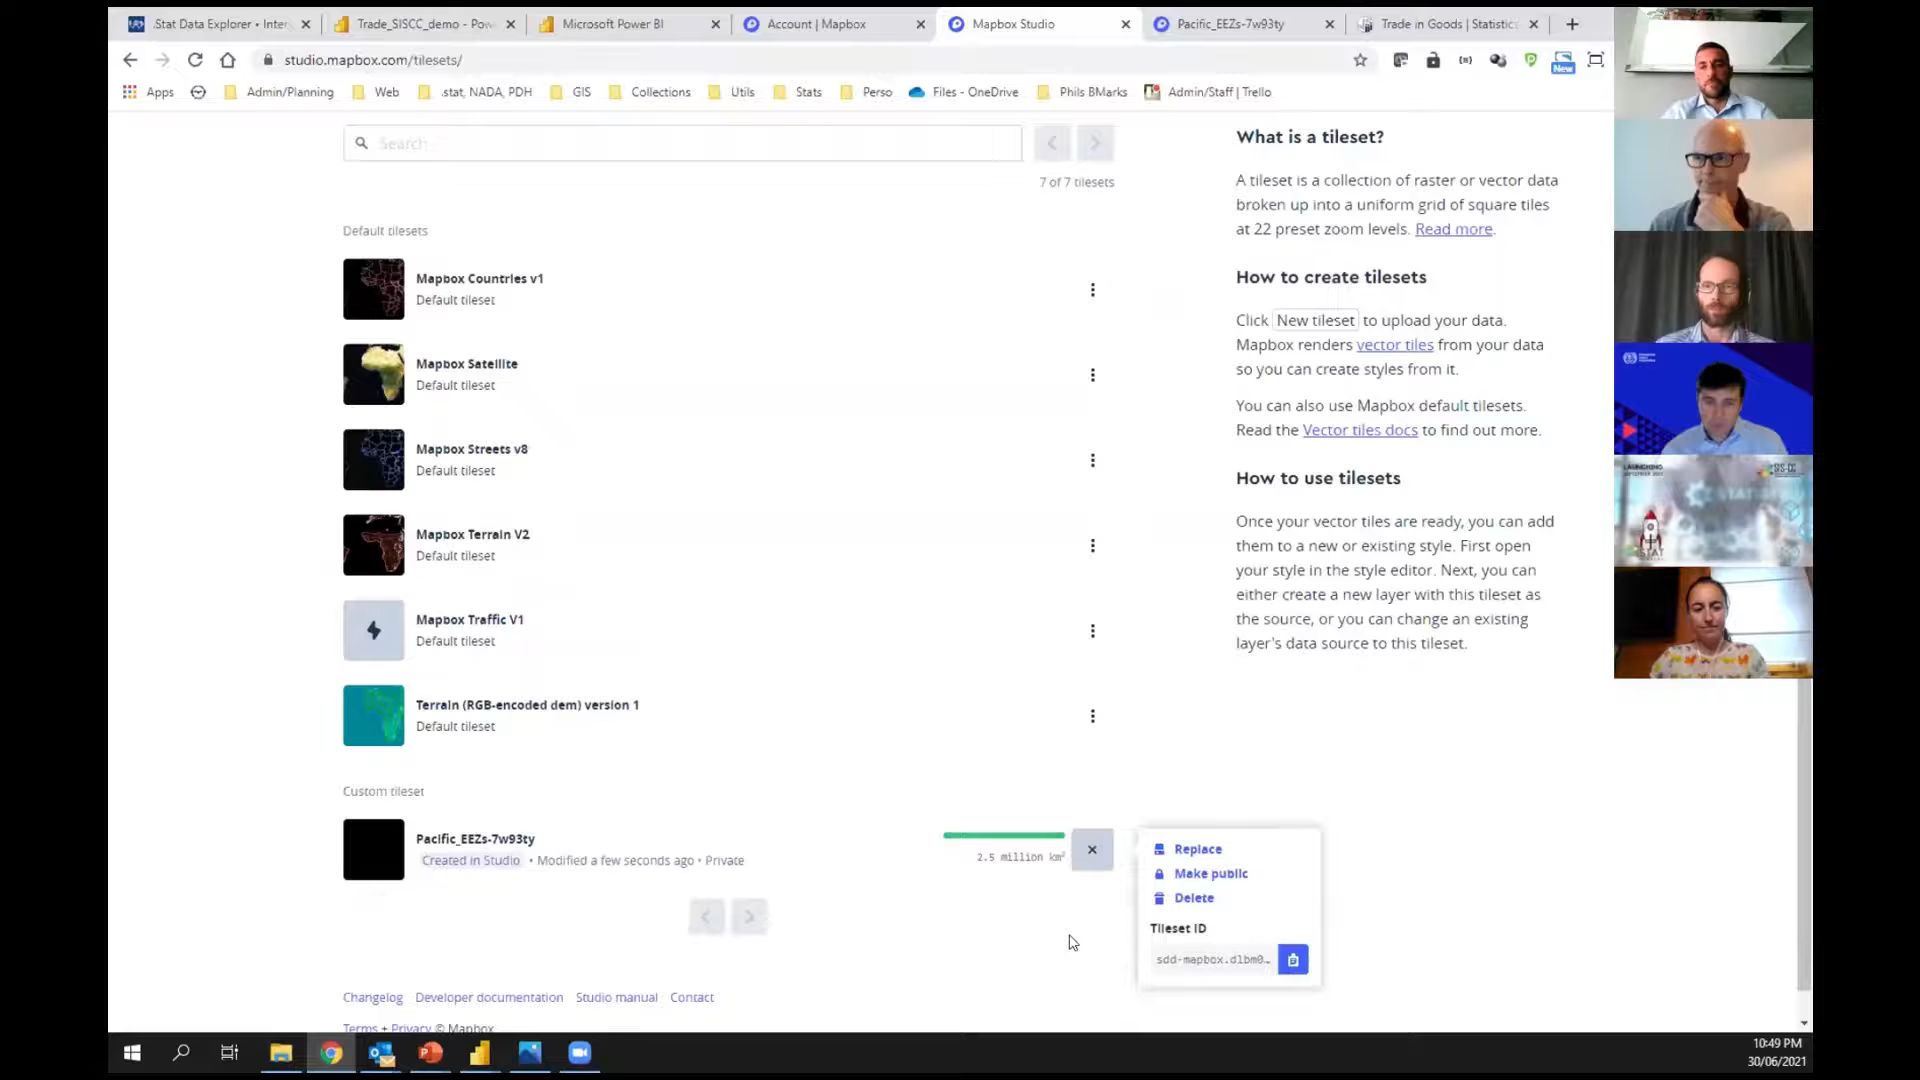 .Stat Data Explorer • Inter
Trade_SISCC_demo - Pow
Microsoft Power BI
Account | Mapbox
Mapbox Studio
Pacific_EEZs-7w93ty
Trade in Goods | Statistics
studio.mapbox.com/tilesets/
New
Apps
Admin/Planning
Web
.stat, NADA, PDH
GIS
Collections
Utils
Stats
Perso
Files - OneDrive
Phils BMarks
Admin/Staff | Trello
Search
7 of 7 tilesets
Default tilesets
Mapbox Countries v1
Default tileset
Mapbox Satellite
Default tileset
Mapbox Streets v8
Default tileset
Mapbox Terrain V2
Default tileset
Mapbox Traffic V1
Default tileset
Terrain (RGB-encoded dem) version 1
Default tileset
Custom tileset
Pacific_EEZs-7w93ty
Created in Studio • Modified a few seconds ago • Private
2.5 million km²
Replace
Make public
Delete
Tileset ID
sdd-mapbox.dlbm0…
What is a tileset?
A tileset is a collection of raster or vector data
broken up into a uniform grid of square tiles
at 22 preset zoom levels. Read more.
How to create tilesets
Click New tileset to upload your data.
Mapbox renders vector tiles from your data
so you can create styles from it.
You can also use Mapbox default tilesets.
Read the Vector tiles docs to find out more.
How to use tilesets
Once your vector tiles are ready, you can add
them to a new or existing style. First open
your style in the style editor. Next, you can
either create a new layer with this tileset as
the source, or you can change an existing
layer's data source to this tileset.
Changelog
Developer documentation
Studio manual
Contact
Terms + Privacy © Mapbox
LAUNCHING
SIS-CC
STAT
10:49 PM
30/06/2021